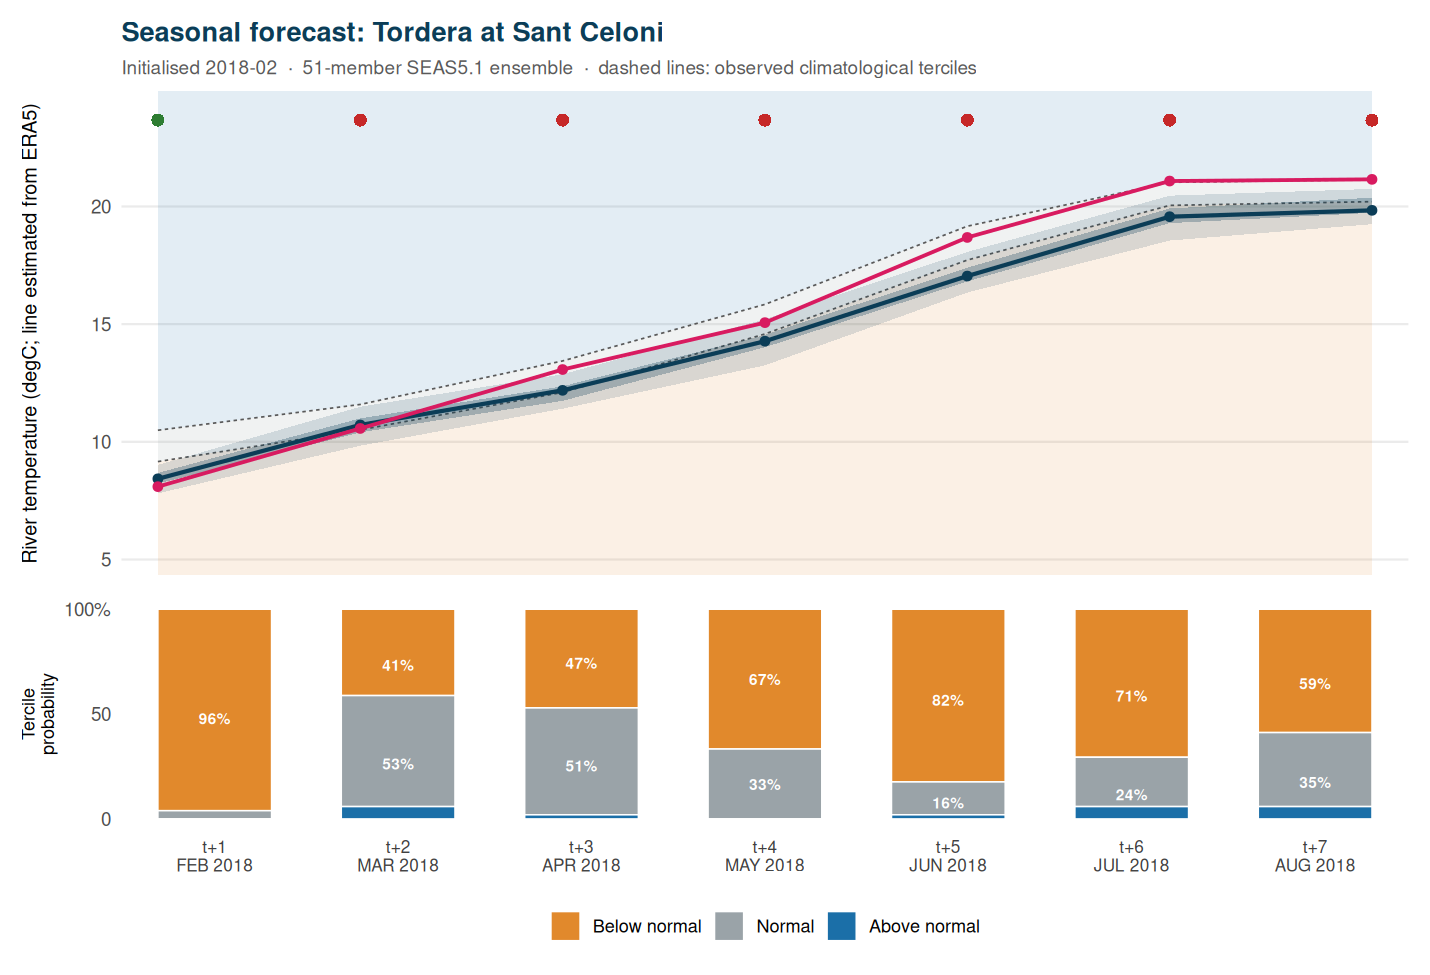 Seasonal forecast: Tordera at Sant Celoni
Initialised 2018-02 · 51-member SEAS5.1 ensemble · dashed lines: observed climatological terciles
River temperature (degC; line estimated from ERA5)
20
15
10
5
Tercile
probability
100%
50
0
96%
41%
53%
47%
51%
67%
33%
82%
16%
71%
24%
59%
35%
t+1
FEB 2018
t+2
MAR 2018
t+3
APR 2018
t+4
MAY 2018
t+5
JUN 2018
t+6
JUL 2018
t+7
AUG 2018
Below normal
Normal
Above normal